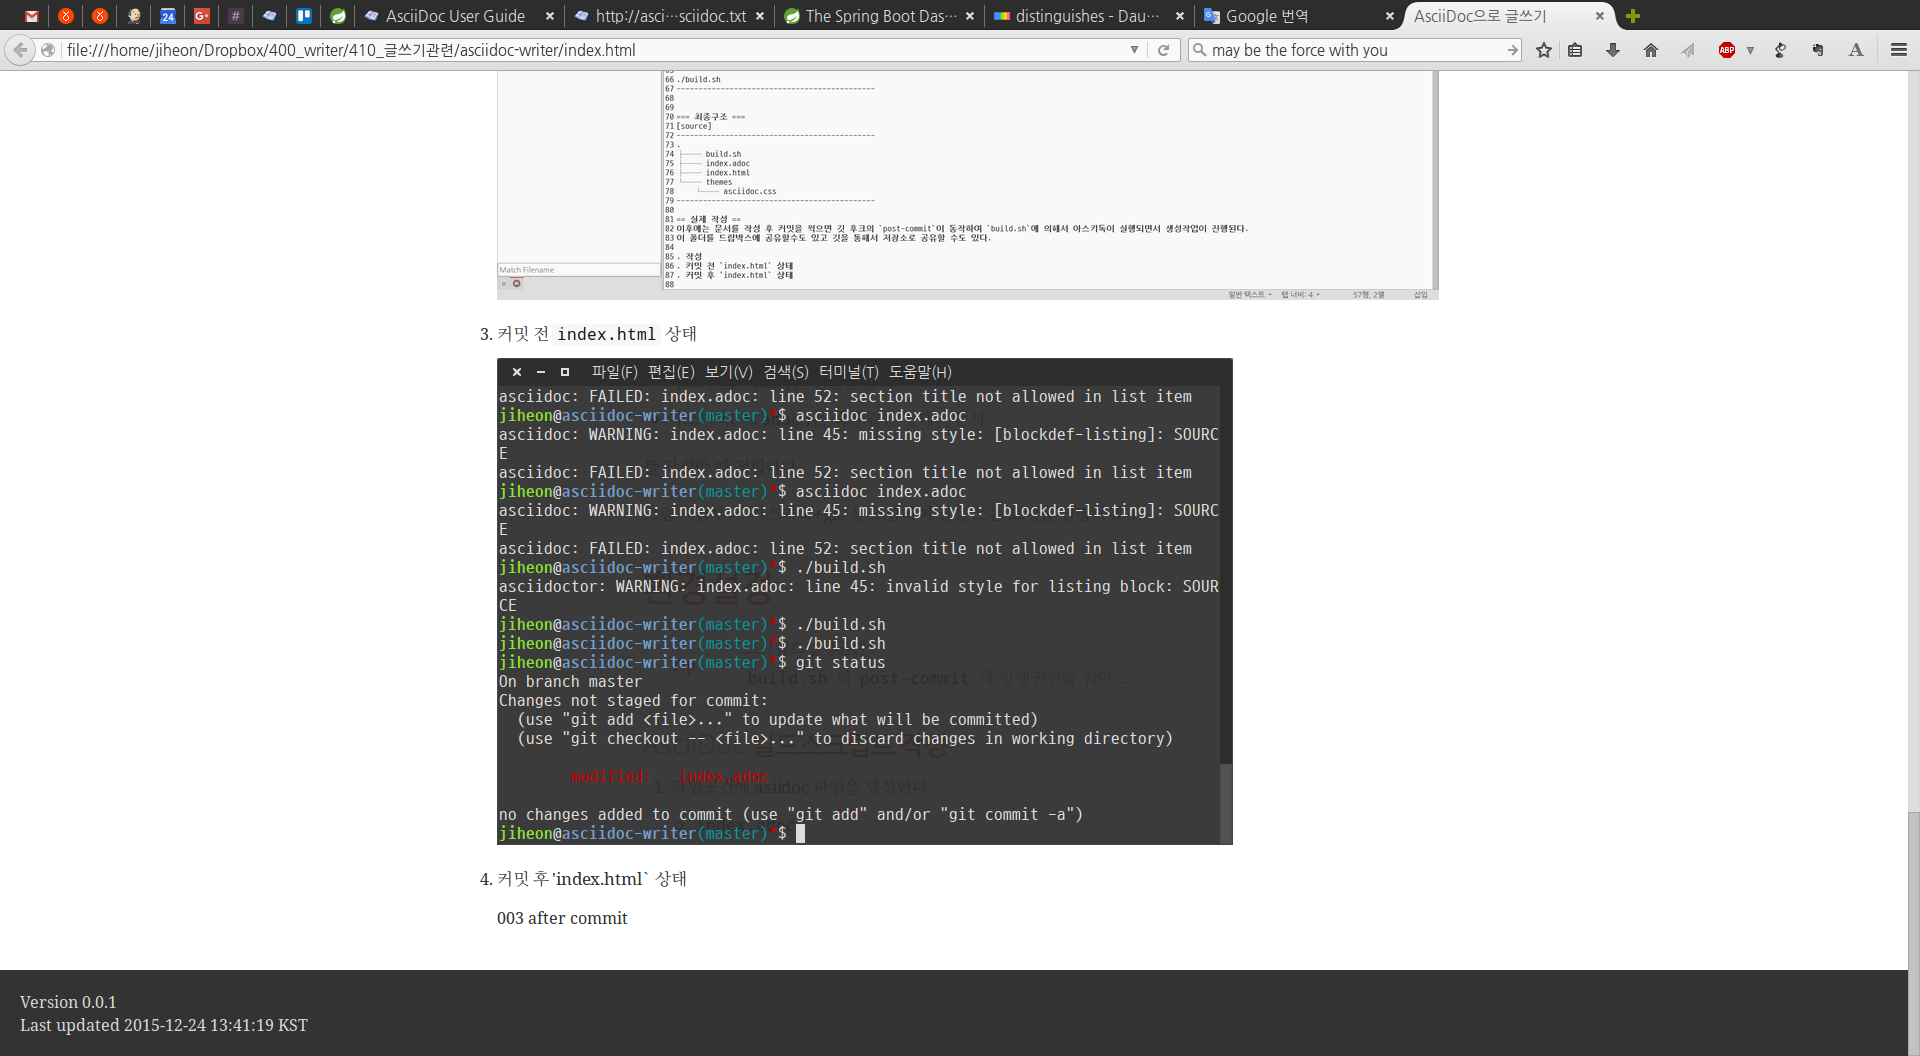 AsciiDoc User Guide
http://asci…sciidoc.txt
The Spring Boot Das…
distinguishes - Dau…
Google 번역
AsciiDoc으로 글쓰기
file:///home/jiheon/Dropbox/400_writer/410_글쓰기관련/asciidoc-writer/index.html
may be the force with you
66 ./build.sh
67 --------------------------------------------
68
69
70 === 최종구조 ===
71 [source]
72 --------------------------------------------
73 .
74 ├── build.sh
75 ├── index.adoc
76 ├── index.html
77 └── themes
78 └── asciidoc.css
79 --------------------------------------------
80
81 == 실제 작성 ==
82 이후에는 문서를 작성 후 커밋을 찍으면 깃 후크의 `post-commit`이 동작하여 `build.sh`에 의해서 아스키독이 실행되면서 생성작업이 진행된다.
83 이 폴더를 드랍박스에 공유할수도 있고 깃을 통해서 저장소로 공유할 수도 있다.
84
85 . 작성
86 . 커밋 전 `index.html` 상태
87 . 커밋 후 'index.html` 상태
88
Match Filename
일반 텍스트 탭 너비: 4 57행, 2열 삽입
3. 커밋 전 index.html 상태
파일(F) 편집(E) 보기(V) 검색(S) 터미널(T) 도움말(H)
asciidoc: FAILED: index.adoc: line 52: section title not allowed in list item
jiheon@asciidoc-writer(master)*$ asciidoc index.adoc
asciidoc: WARNING: index.adoc: line 45: missing style: [blockdef-listing]: SOURC
E
asciidoc: FAILED: index.adoc: line 52: section title not allowed in list item
jiheon@asciidoc-writer(master)*$ asciidoc index.adoc
asciidoc: WARNING: index.adoc: line 45: missing style: [blockdef-listing]: SOURC
E
asciidoc: FAILED: index.adoc: line 52: section title not allowed in list item
jiheon@asciidoc-writer(master)*$ ./build.sh
asciidoctor: WARNING: index.adoc: line 45: invalid style for listing block: SOUR
CE
jiheon@asciidoc-writer(master)*$ ./build.sh
jiheon@asciidoc-writer(master)*$ ./build.sh
jiheon@asciidoc-writer(master)*$ git status
On branch master
Changes not staged for commit:
(use "git add <file>..." to update what will be committed)
(use "git checkout -- <file>..." to discard changes in working directory)
modified: index.adoc
no changes added to commit (use "git add" and/or "git commit -a")
jiheon@asciidoc-writer(master)*$
4. 커밋 후 'index.html` 상태
003 after commit
Version 0.0.1
Last updated 2015-12-24 13:41:19 KST